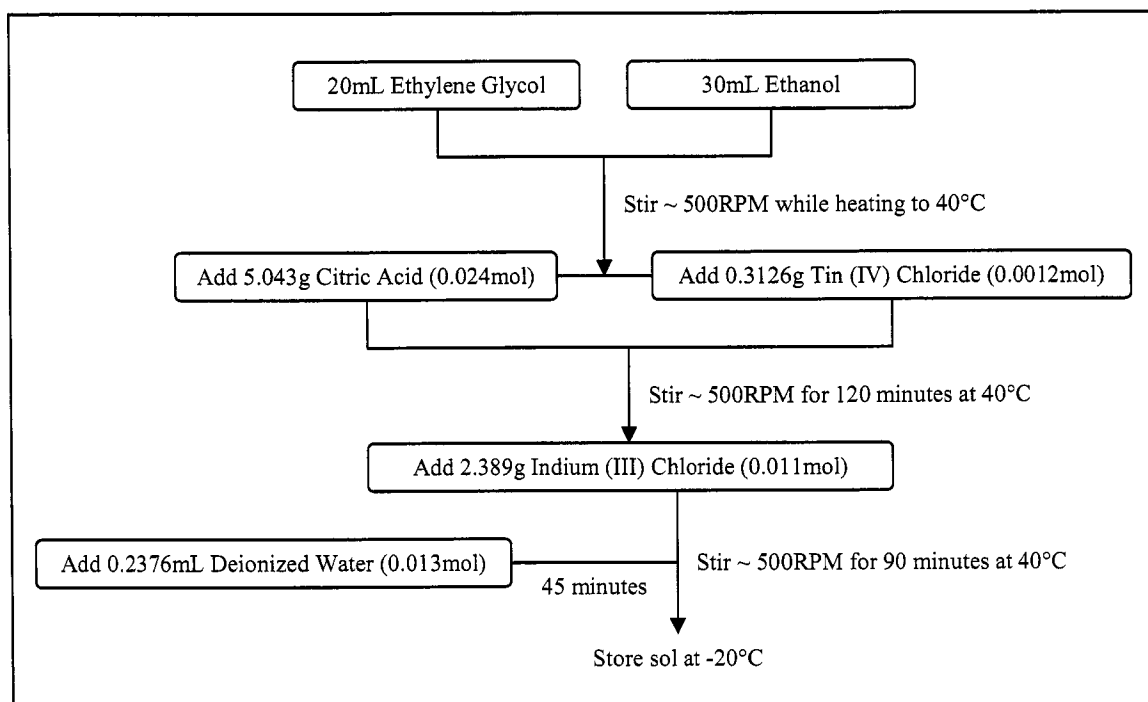 20mL Ethylene Glycol
30mL Ethanol
Stir ~ 500RPM while heating to 40°C
Add 5.043g Citric Acid (0.024mol)
Add 0.3126g Tin (IV) Chloride (0.0012mol)
Stir ~ 500RPM for 120 minutes at 40°C
Add 2.389g Indium (III) Chloride (0.011mol)
Add 0.2376mL Deionized Water (0.013mol)
Stir ~ 500RPM for 90 minutes at 40°C
45 minutes
Store sol at -20°C